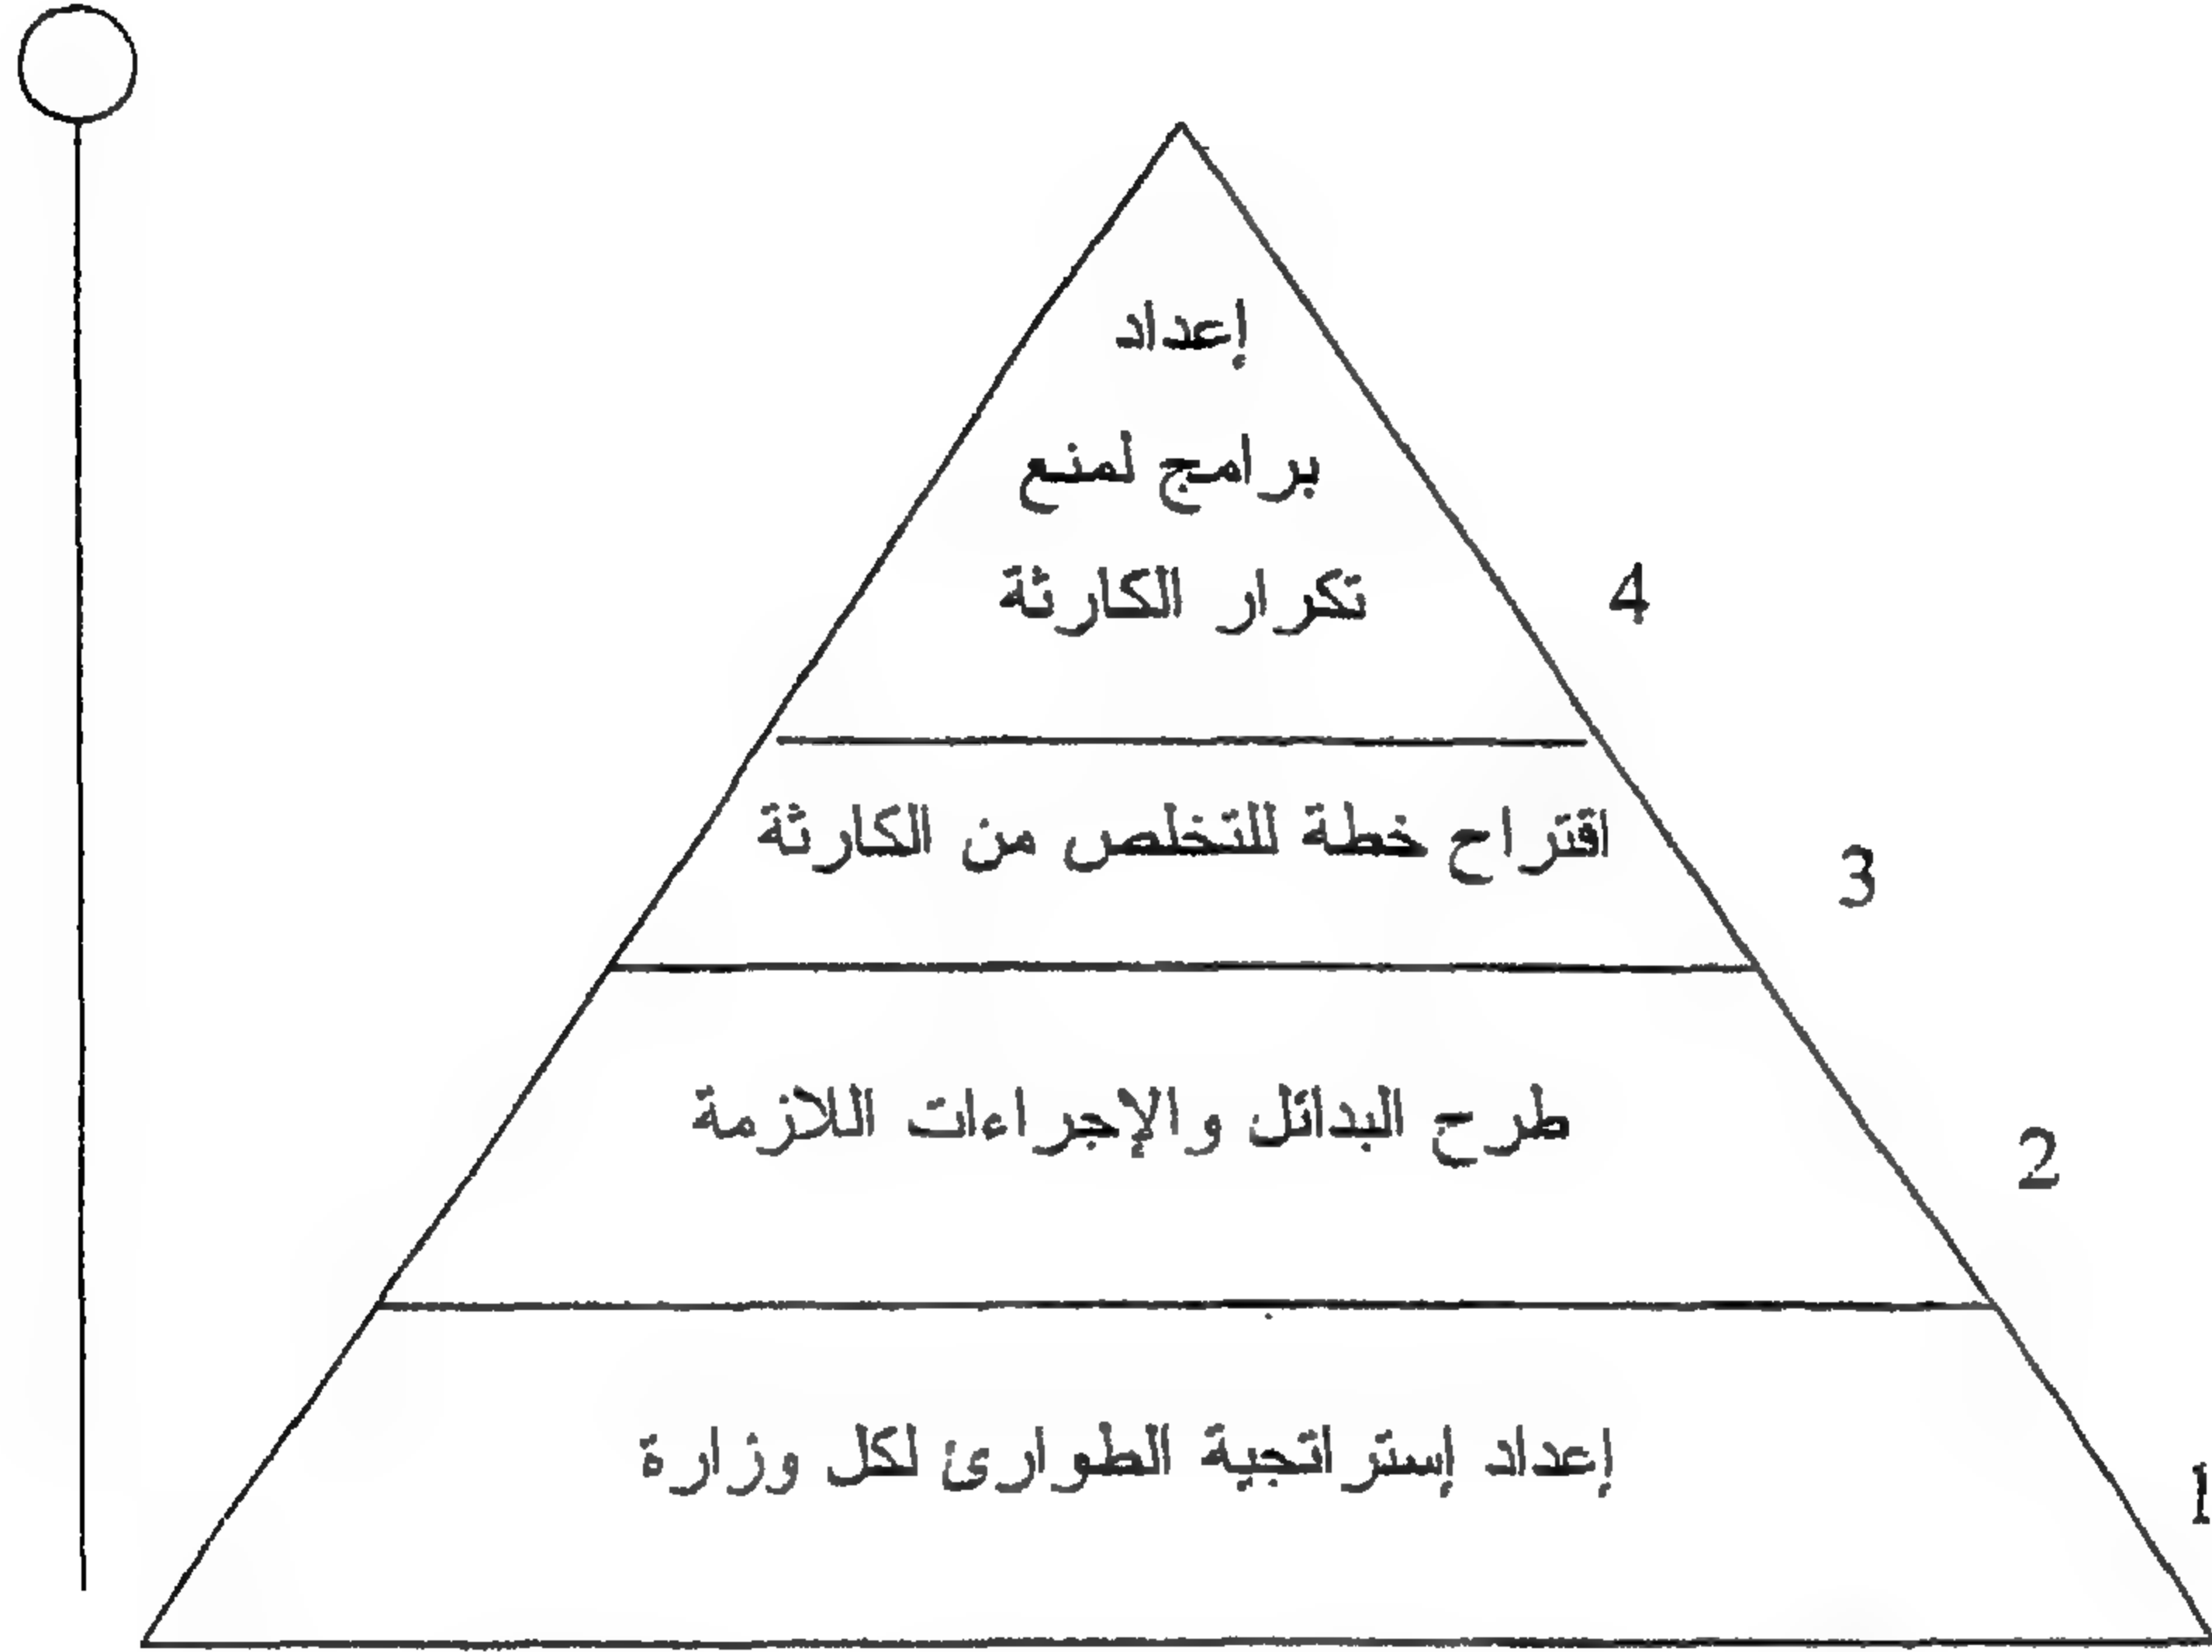 إعداد
برامج لمنع
تكرار الكارثة
4
اقتراح خطة للتخلص من الكارثة
3
طرح البدائل والإجراءات اللازمة
2
إعداد إستراتجية الطوارئ لكل وزارة
1